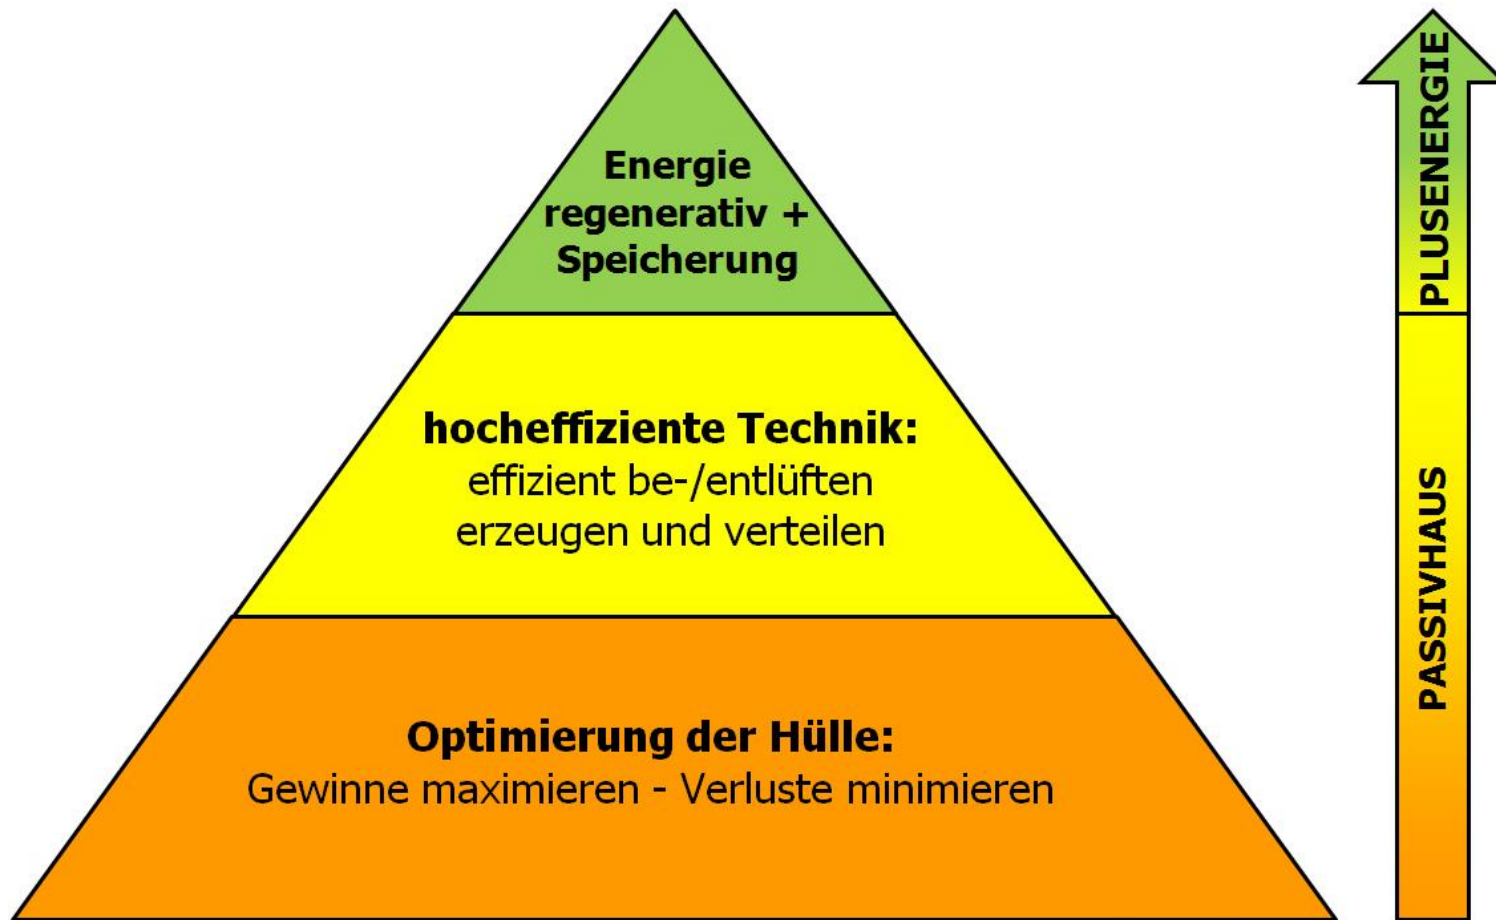 Energie
regenerativ +
Speicherung
hocheffiziente Technik:
effizient be-/entlüften
erzeugen und verteilen
Optimierung der Hülle:
Gewinne maximieren - Verluste minimieren
PLUSENERGIE
PASSIVHAUS